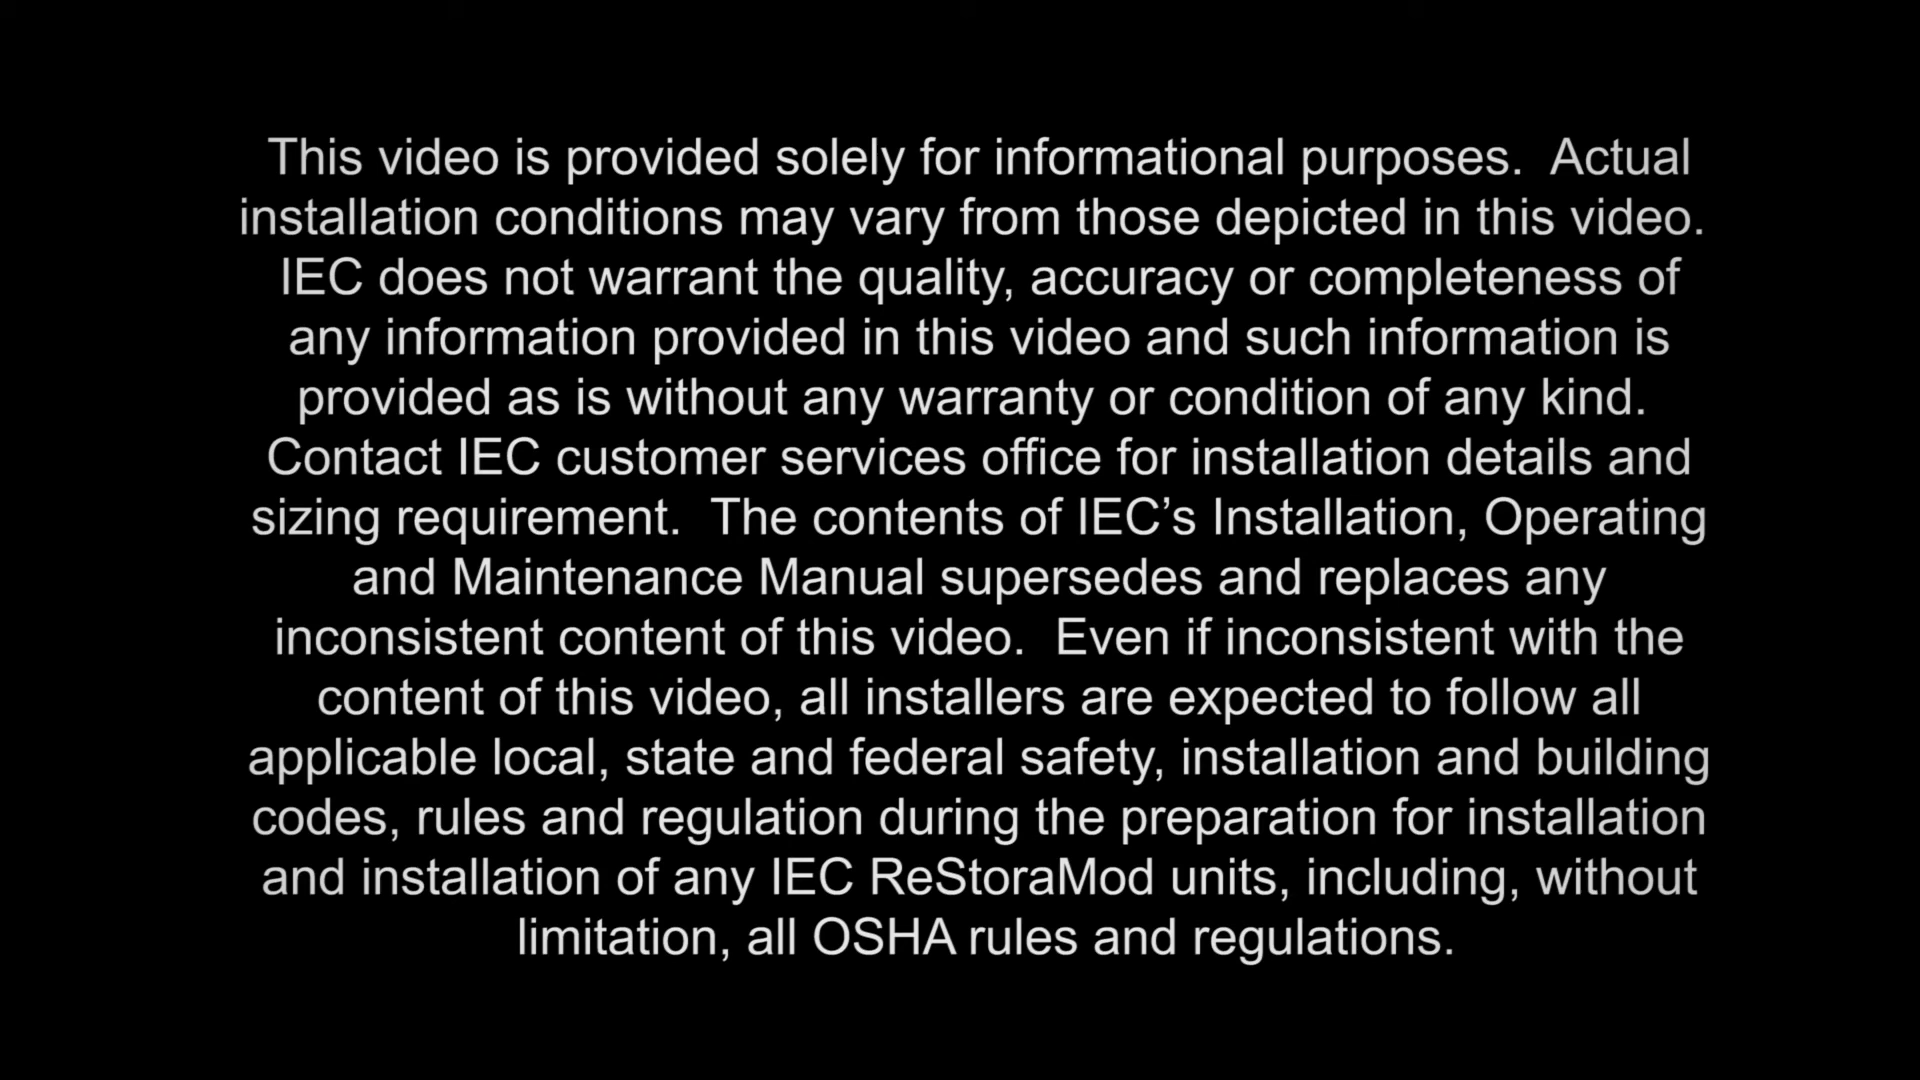 This video is provided solely for informational purposes.  Actual
installation conditions may vary from those depicted in this video.
IEC does not warrant the quality, accuracy or completeness of
any information provided in this video and such information is
provided as is without any warranty or condition of any kind.
Contact IEC customer services office for installation details and
sizing requirement.  The contents of IEC’s Installation, Operating
and Maintenance Manual supersedes and replaces any
inconsistent content of this video.  Even if inconsistent with the
content of this video, all installers are expected to follow all
applicable local, state and federal safety, installation and building
codes, rules and regulation during the preparation for installation
and installation of any IEC ReStoraMod units, including, without
limitation, all OSHA rules and regulations.